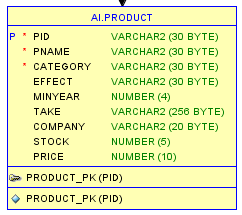 AI.PRODUCT
P * PID VARCHAR2 (30 BYTE)
* PNAME VARCHAR2 (30 BYTE)
* CATEGORY VARCHAR2 (30 BYTE)
EFFECT VARCHAR2 (30 BYTE)
MINYEAR NUMBER (4)
TAKE VARCHAR2 (256 BYTE)
COMPANY VARCHAR2 (20 BYTE)
STOCK NUMBER (5)
PRICE NUMBER (10)
PRODUCT_PK (PID)
PRODUCT_PK (PID)